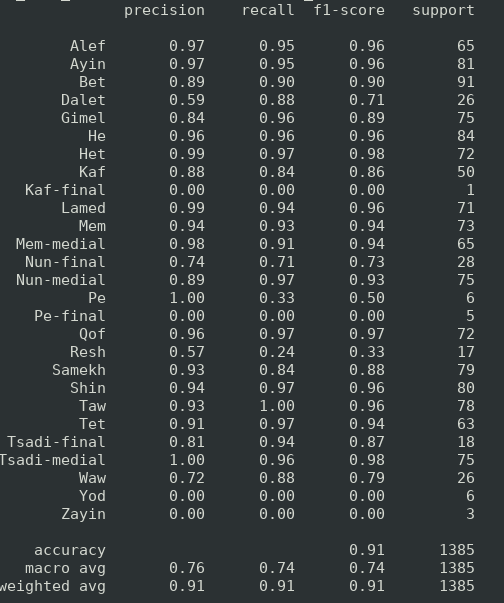 precision recall f1-score support
Alef 0.97 0.95 0.96 65
Ayin 0.97 0.95 0.96 81
Bet 0.89 0.90 0.90 91
Dalet 0.59 0.88 0.71 26
Gimel 0.84 0.96 0.89 75
He 0.96 0.96 0.96 84
Het 0.99 0.97 0.98 72
Kaf 0.88 0.84 0.86 50
Kaf-final 0.00 0.00 0.00 1
Lamed 0.99 0.94 0.96 71
Mem 0.94 0.93 0.94 73
Mem-medial 0.98 0.91 0.94 65
Nun-final 0.74 0.71 0.73 28
Nun-medial 0.89 0.97 0.93 75
Pe 1.00 0.33 0.50 6
Pe-final 0.00 0.00 0.00 5
Qof 0.96 0.97 0.97 72
Resh 0.57 0.24 0.33 17
Samekh 0.93 0.84 0.88 79
Shin 0.94 0.97 0.96 80
Taw 0.93 1.00 0.96 78
Tet 0.91 0.97 0.94 63
Tsadi-final 0.81 0.94 0.87 18
Tsadi-medial 1.00 0.96 0.98 75
Waw 0.72 0.88 0.79 26
Yod 0.00 0.00 0.00 6
Zayin 0.00 0.00 0.00 3
accuracy 0.91 1385
macro avg 0.76 0.74 0.74 1385
weighted avg 0.91 0.91 0.91 1385